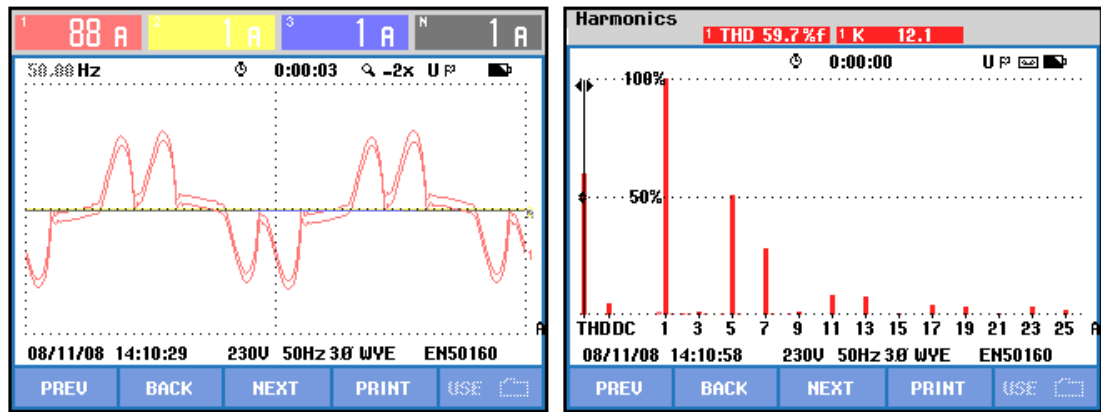 1 88 A 2 1 A 3 1 A N 1 A
50.00 Hz 0:00:03 -2x U
08/11/08 14:10:29 230V 50Hz 3Ø WYE EN50160
PREV BACK NEXT PRINT USE
Harmonics
1 THD 59.7%f 1 K 12.1
0:00:00 U
100%
50%
THDDC 1 3 5 7 9 11 13 15 17 19 21 23 25 A
08/11/08 14:10:58 230V 50Hz 3Ø WYE EN50160
PREV BACK NEXT PRINT USE